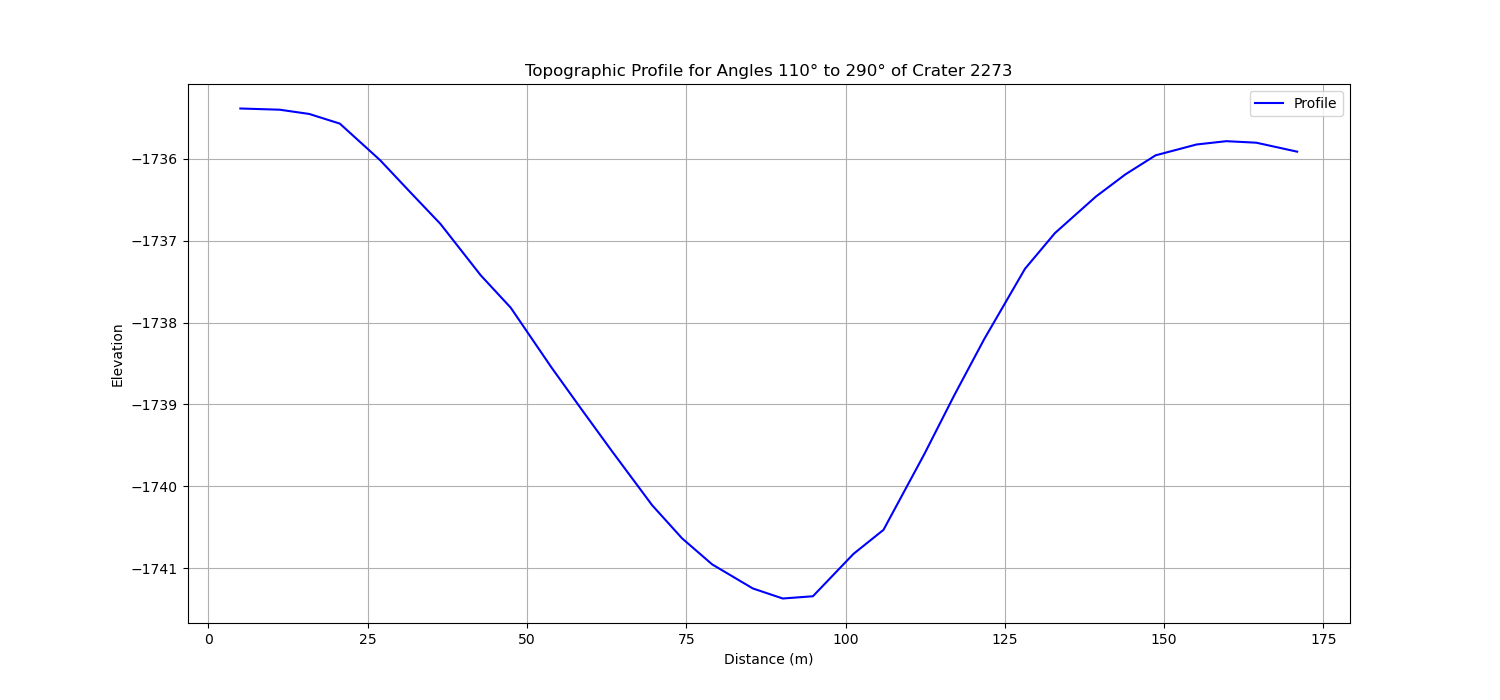 Topographic Profile for Angles 110° to 290° of Crater 2273
Profile
−1736
−1737
−1738
−1739
−1740
−1741
Elevation
0 25 50 75 100 125 150 175
Distance (m)